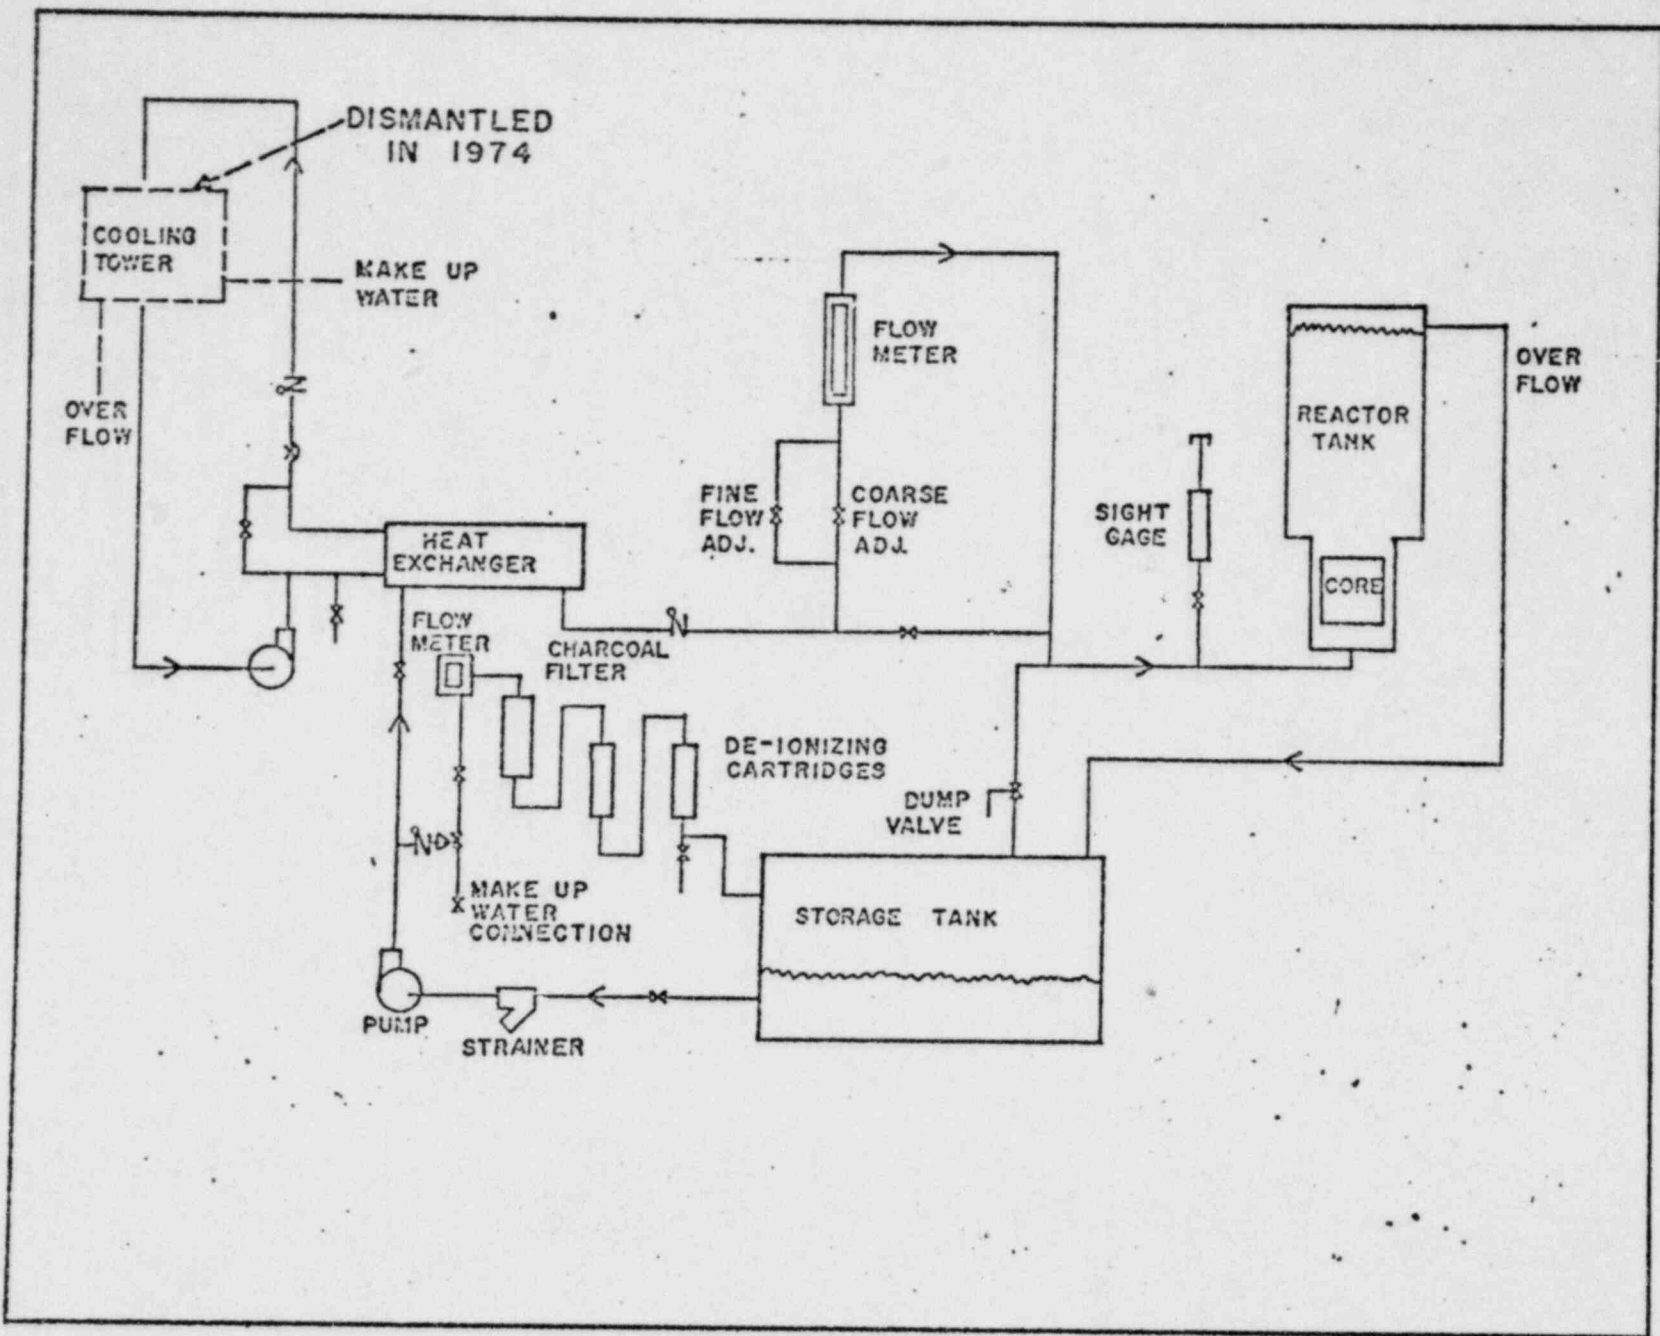 DISMANTLED
IN 1974
COOLING
TOWER
MAKE UP
WATER
OVER
FLOW
FLOW
METER
OVER
FLOW
REACTOR
TANK
FINE
FLOW
ADJ.
COARSE
FLOW
ADJ.
SIGHT
GAGE
HEAT
EXCHANGER
CORE
FLOW
METER
CHARCOAL
FILTER
DE-IONIZING
CARTRIDGES
DUMP
VALVE
MAKE UP
WATER
CONNECTION
STORAGE TANK
PUMP
STRAINER